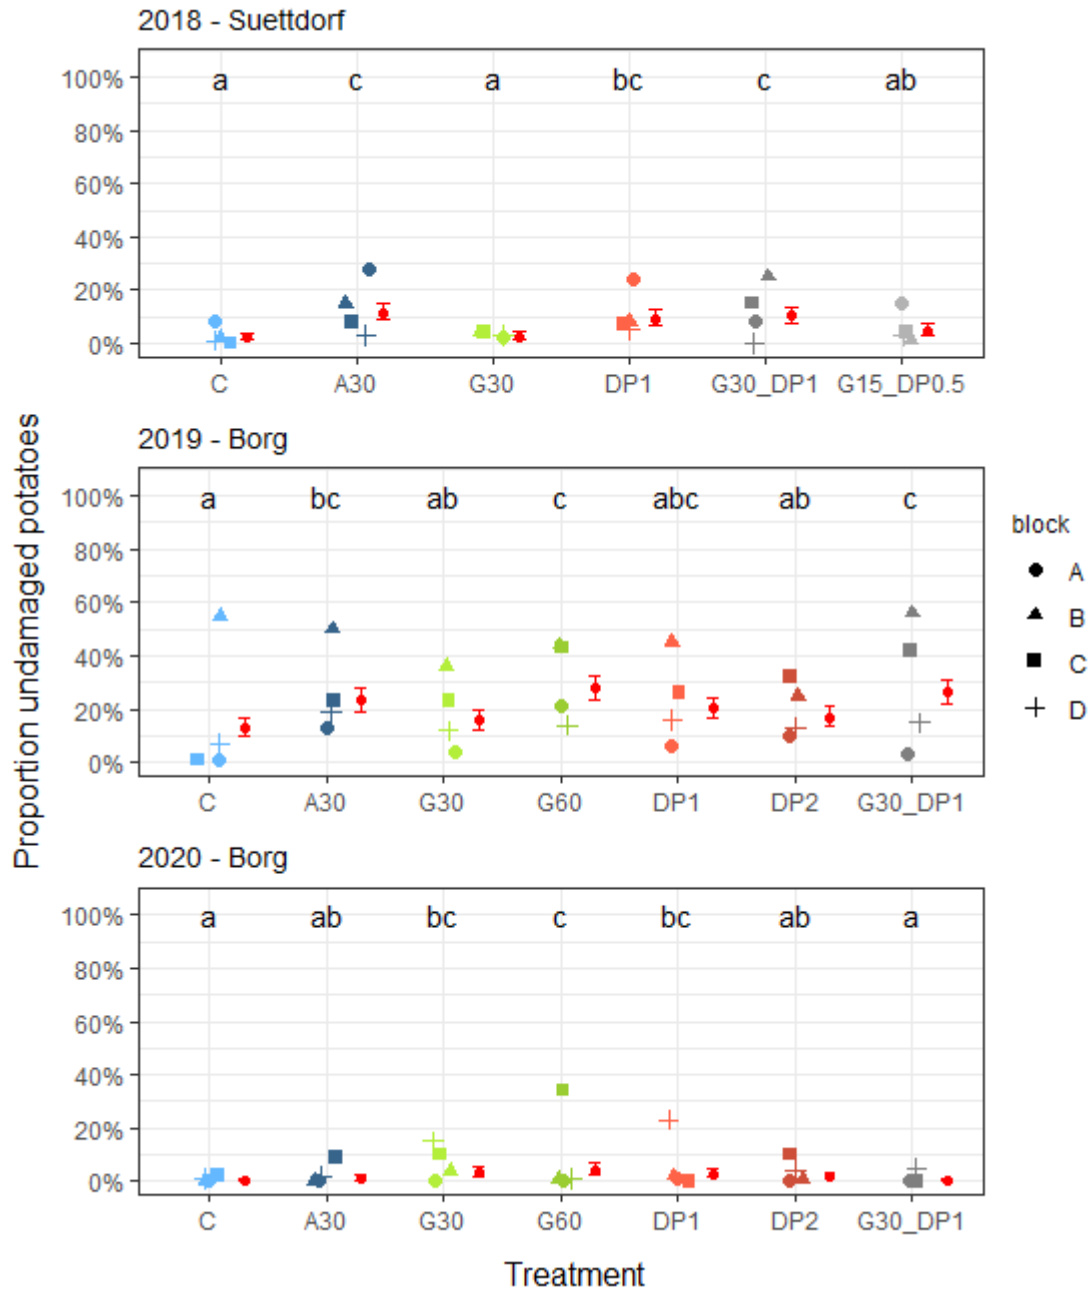 2018 - Suettdorf
100%
80%
60%
40%
20%
0%
a c a bc c ab
C A30 G30 DP1 G30_DP1 G15_DP0.5
Proportion undamaged potatoes
2019 - Borg
100%
80%
60%
40%
20%
0%
a bc ab c abc ab c
C A30 G30 G60 DP1 DP2 G30_DP1
block
A
B
C
D
2020 - Borg
100%
80%
60%
40%
20%
0%
a ab bc c bc ab a
C A30 G30 G60 DP1 DP2 G30_DP1
Treatment